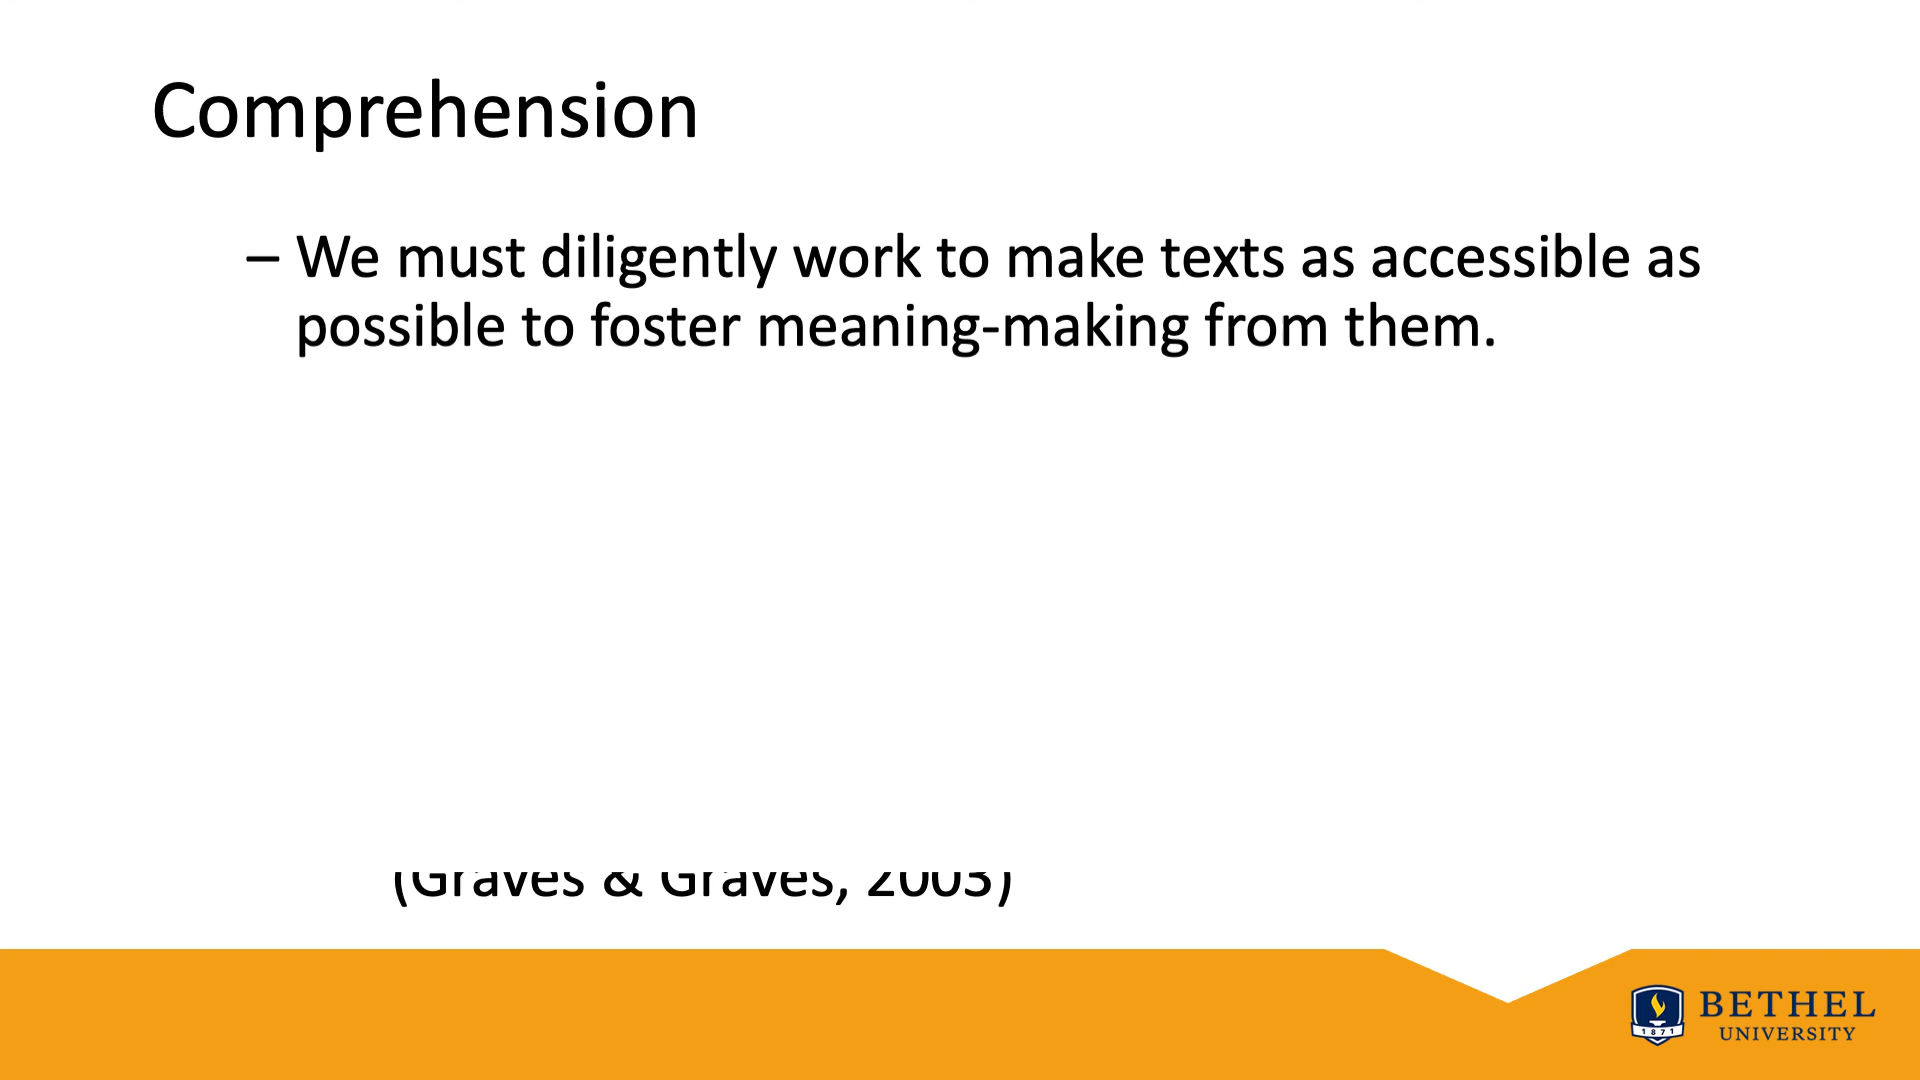 Comprehension
– We must diligently work to make texts as accessible as
possible to foster meaning-making from them.
(Graves & Graves, 2003)
1871
BETHEL
UNIVERSITY